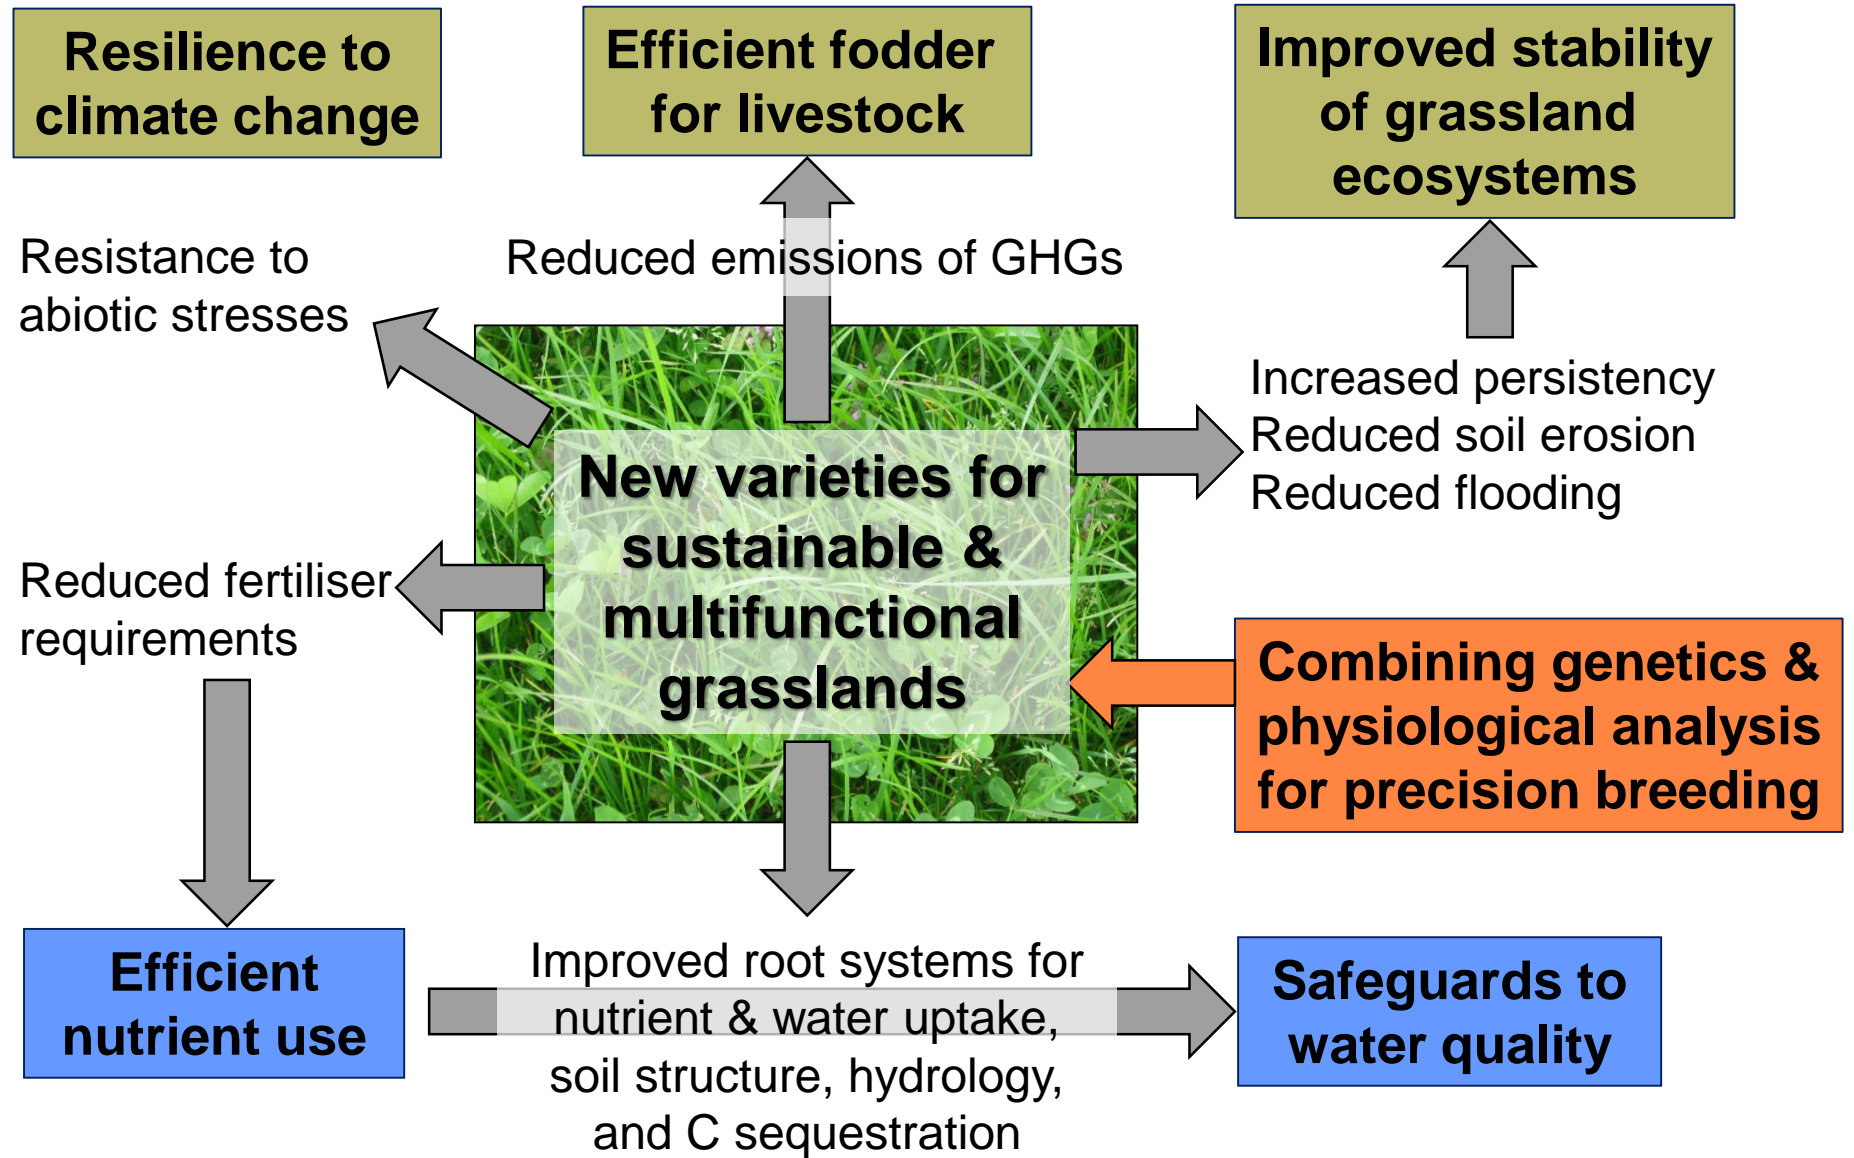 Resilience to
climate change
Efficient fodder
for livestock
Improved stability
of grassland
ecosystems
Resistance to
abiotic stresses
Reduced emissions of GHGs
Increased persistency
Reduced soil erosion
Reduced flooding
New varieties for
sustainable &
multifunctional
grasslands
Reduced fertiliser
requirements
Combining genetics &
physiological analysis
for precision breeding
Efficient
nutrient use
Improved root systems for
nutrient & water uptake,
soil structure, hydrology,
and C sequestration
Safeguards to
water quality